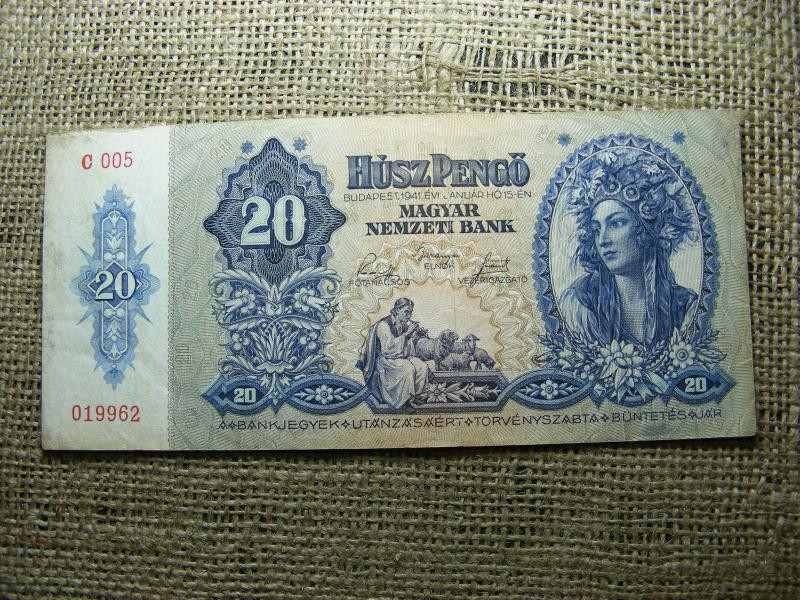 C 005
20
019962
20
HÚSZ PENGŐ
BUDAPEST, 1941. ÉVI JANUÁR HÓ 15-ÉN
MAGYAR
NEMZETI BANK
ELNÖK
FŐTANÁCSOS VEZÉRIGAZGATÓ
20
20
A BANKJEGYEK UTÁNZÁSÁÉRT TÖRVÉNYSZABTA BÜNTETÉS JÁR